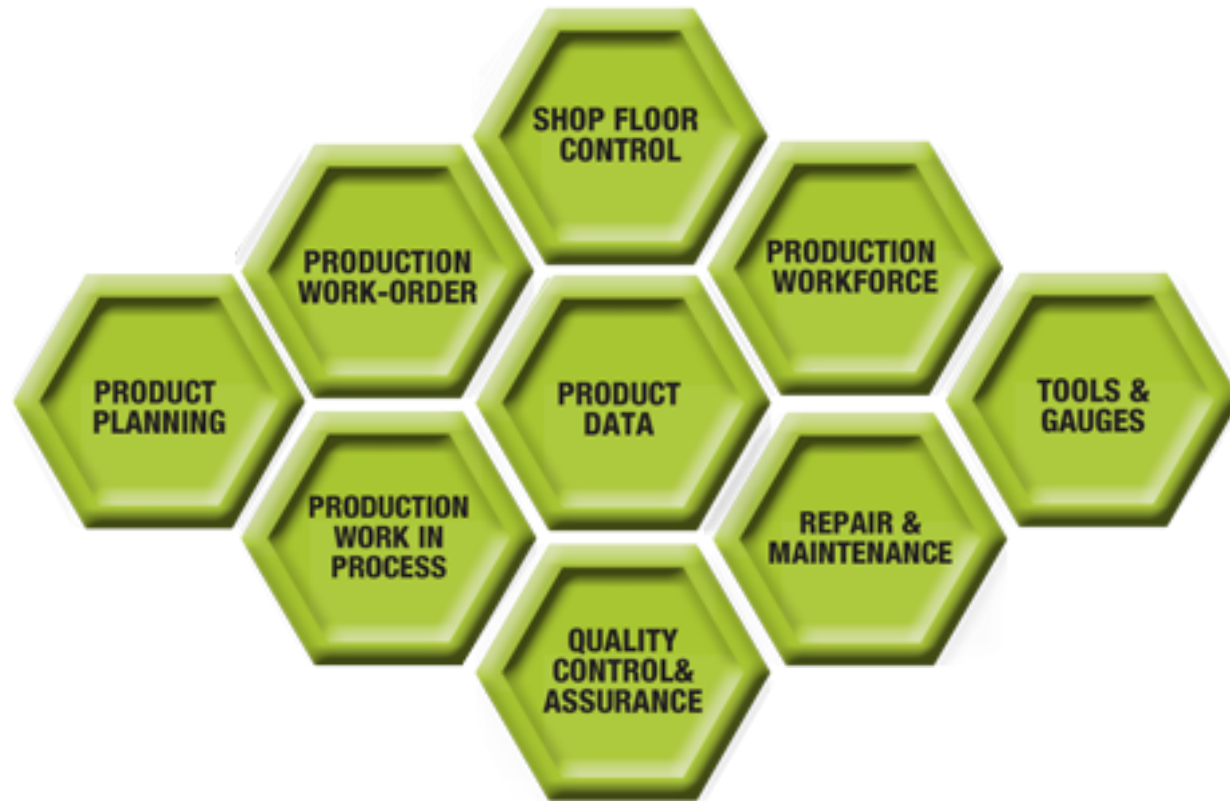 SHOP FLOOR
CONTROL
PRODUCTION
WORK-ORDER
PRODUCTION
WORKFORCE
PRODUCT
PLANNING
PRODUCT
DATA
TOOLS &
GAUGES
PRODUCTION
WORK IN
PROCESS
REPAIR &
MAINTENANCE
QUALITY
CONTROL&
ASSURANCE